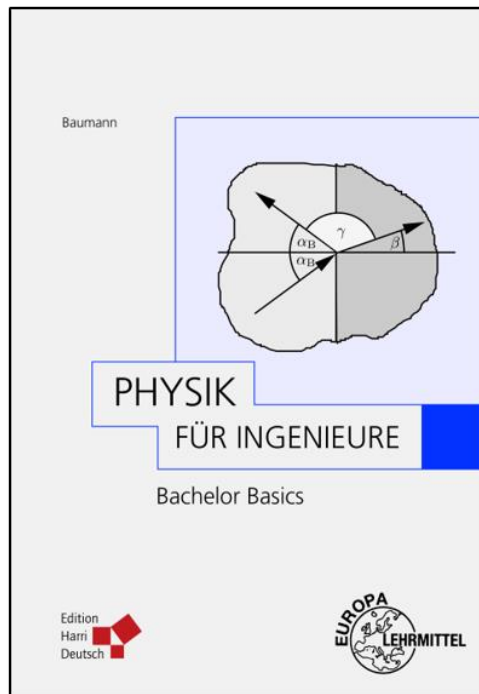 Baumann
αB
γ
αB
β
PHYSIK
FÜR INGENIEURE
Bachelor Basics
Edition
Harri
Deutsch
EUROPA
LEHRMITTEL